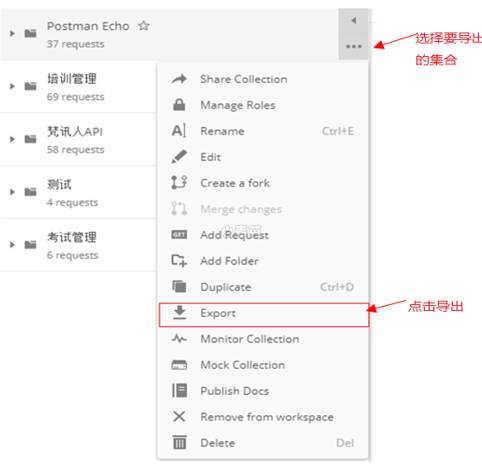 Postman Echo
37 requests
选择要导出
的集合
培训管理
69 requests
梵讯人API
58 requests
测试
4 requests
考试管理
6 requests
Share Collection
Manage Roles
Rename Ctrl+E
Edit
Create a fork
Merge changes
GET Add Request
Add Folder
Duplicate Ctrl+D
Export
点击导出
Monitor Collection
Mock Collection
Publish Docs
Remove from workspace
Delete Del